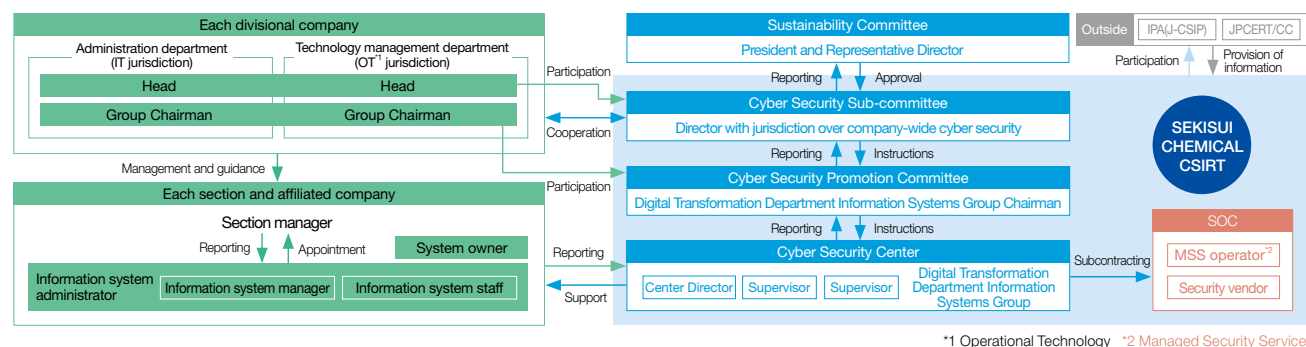 Each divisional company
Administration department
(IT jurisdiction)
Technology management department
(OT*1 jurisdiction)
Head
Head
Group Chairman
Group Chairman
Management and guidance
Each section and affiliated company
Section manager
Reporting
Appointment
System owner
Information system
administrator
Information system manager
Information system staff
Participation
Cooperation
Participation
Reporting
Support
Sustainability Committee
President and Representative Director
Reporting
Approval
Cyber Security Sub-committee
Director with jurisdiction over company-wide cyber security
Reporting
Instructions
Cyber Security Promotion Committee
Digital Transformation Department Information Systems Group Chairman
Reporting
Instructions
Cyber Security Center
Center Director
Supervisor
Supervisor
Digital Transformation
Department Information
Systems Group
Subcontracting
Outside
IPA(J-CSIP)
JPCERT/CC
Participation
Provision of
information
SEKISUI
CHEMICAL
CSIRT
SOC
MSS operator*2
Security vendor
*1 Operational Technology *2 Managed Security Service